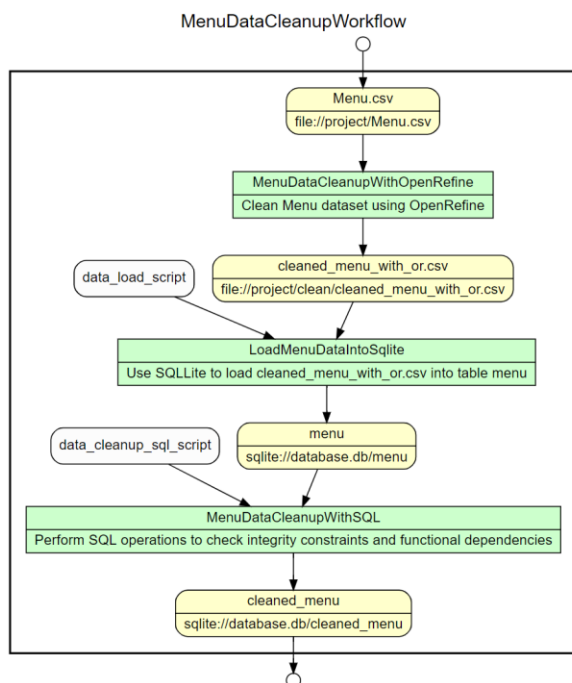 MenuDataCleanupWorkflow
Menu.csv
file://project/Menu.csv
MenuDataCleanupWithOpenRefine
Clean Menu dataset using OpenRefine
cleaned_menu_with_or.csv
file://project/clean/cleaned_menu_with_or.csv
data_load_script
LoadMenuDataIntoSqlite
Use SQLLite to load cleaned_menu_with_or.csv into table menu
menu
sqlite://database.db/menu
data_cleanup_sql_script
MenuDataCleanupWithSQL
Perform SQL operations to check integrity constraints and functional dependencies
cleaned_menu
sqlite://database.db/cleaned_menu